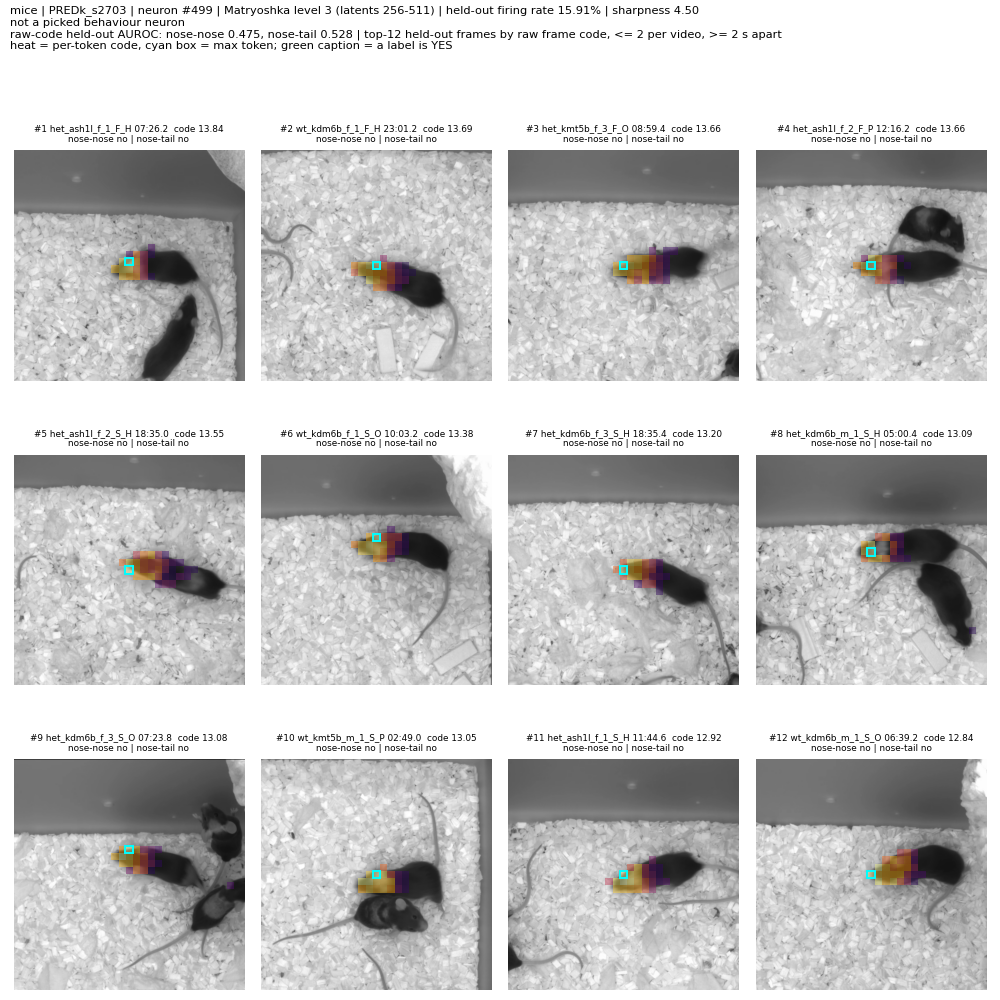 mice | PREDk_s2703 | neuron #499 | Matryoshka level 3 (latents 256-511) | held-out firing rate 15.91% | sharpness 4.50
not a picked behaviour neuron
raw-code held-out AUROC: nose-nose 0.475, nose-tail 0.528 | top-12 held-out frames by raw frame code, <= 2 per video, >= 2 s apart
heat = per-token code, cyan box = max token; green caption = a label is YES
#1 het_ash1l_f_1_F_H 07:26.2  code 13.84
nose-nose no | nose-tail no
#2 wt_kdm6b_f_1_F_H 23:01.2  code 13.69
nose-nose no | nose-tail no
#3 het_kmt5b_f_3_F_O 08:59.4  code 13.66
nose-nose no | nose-tail no
#4 het_ash1l_f_2_F_P 12:16.2  code 13.66
nose-nose no | nose-tail no
#5 het_ash1l_f_2_S_H 18:35.0  code 13.55
nose-nose no | nose-tail no
#6 wt_kdm6b_f_1_S_O 10:03.2  code 13.38
nose-nose no | nose-tail no
#7 het_kdm6b_f_3_S_H 18:35.4  code 13.20
nose-nose no | nose-tail no
#8 het_kdm6b_m_1_S_H 05:00.4  code 13.09
nose-nose no | nose-tail no
#9 het_kdm6b_f_3_S_O 07:23.8  code 13.08
nose-nose no | nose-tail no
#10 wt_kmt5b_m_1_S_P 02:49.0  code 13.05
nose-nose no | nose-tail no
#11 het_ash1l_f_1_S_H 11:44.6  code 12.92
nose-nose no | nose-tail no
#12 wt_kdm6b_m_1_S_O 06:39.2  code 12.84
nose-nose no | nose-tail no